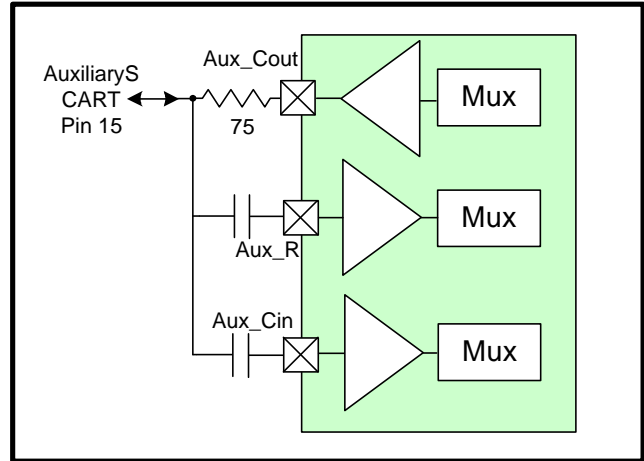 Aux_Cout
AuxiliaryS
CART
Pin 15
75
Mux
Mux
Aux_R
Aux_Cin
Mux